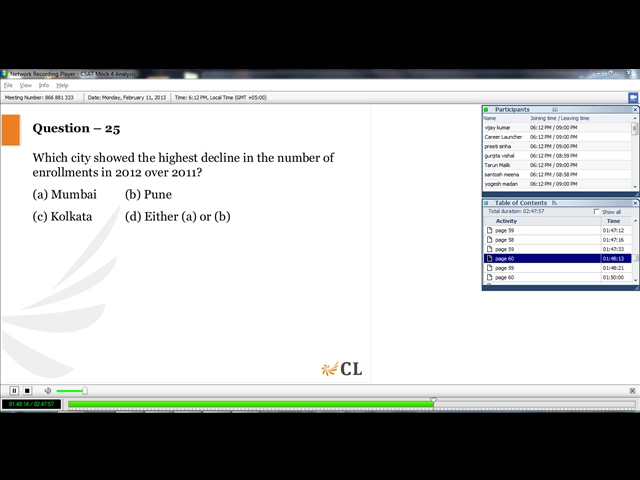 Network Recording Player - CSAT Mock 4 Analysis
File View Info Help
Meeting Number: 866 881 333 Date: Monday, February 11, 2013 Time: 6:12 PM, Local Time (GMT +05:00)
Question – 25
Which city showed the highest decline in the number of
enrollments in 2012 over 2011?
(a) Mumbai (b) Pune
(c) Kolkata (d) Either (a) or (b)
CL
Participants
Name Joining time / Leaving time
vijay kumar 06:12 PM / 09:00 PM
Career Launcher 06:12 PM / 09:00 PM
preeti sinha 06:12 PM / 09:00 PM
gunjita vishal 06:12 PM / 08:59 PM
Tarun Malik 06:12 PM / 09:00 PM
santosh meena 06:12 PM / 08:58 PM
yogesh madan 06:12 PM / 09:00 PM
Table of Contents
Total duration: 02:47:57 Show all
Activity Time
page 59 01:47:12
page 58 01:47:16
page 59 01:47:33
page 60 01:48:13
page 59 01:48:21
page 60 01:50:00
01:48:14 / 02:47:57